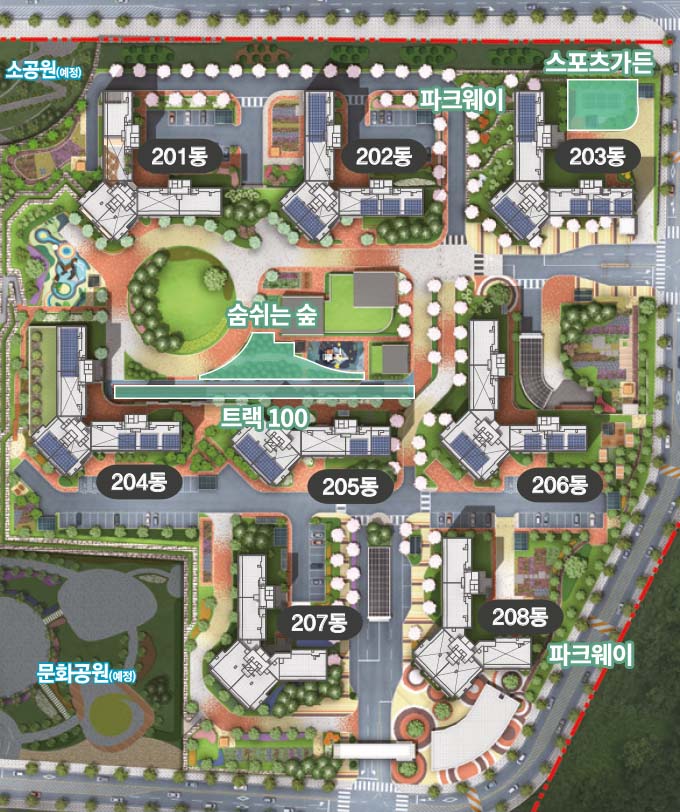 스포츠가든
소공원(예정)
파크웨이
201동
202동
203동
숨쉬는 숲
트랙 100
204동
205동
206동
207동
208동
파크웨이
문화공원(예정)